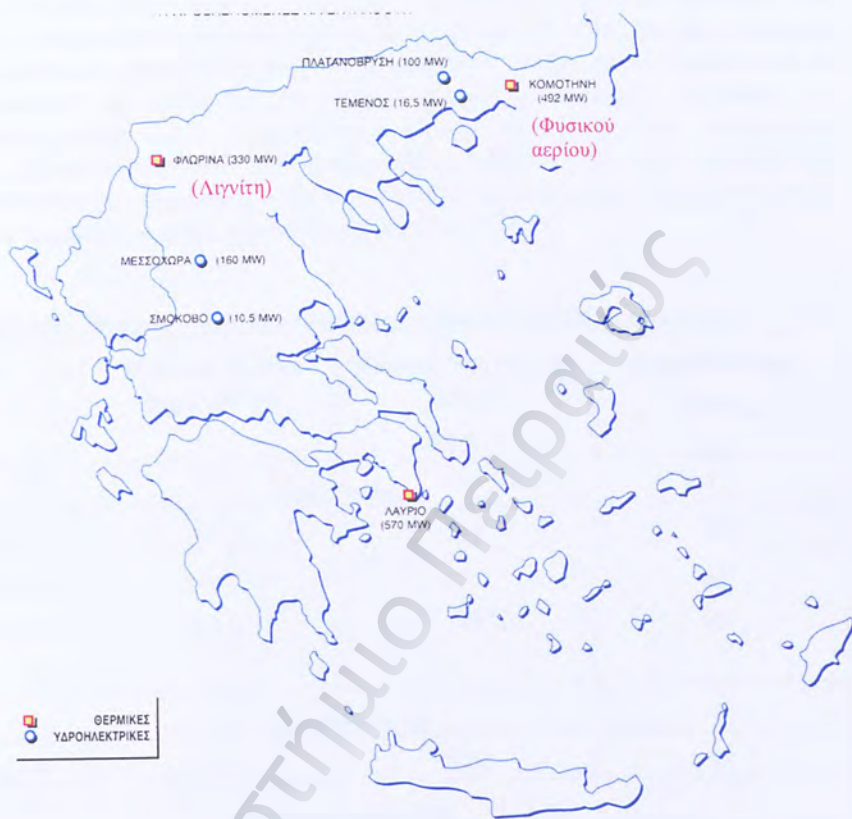 ΠΛΑΤΑΝΟΒΡΥΣΗ (100 MW)
ΤΕΜΕΝΟΣ (16,5 MW)
ΚΟΜΟΤΗΝΗ
(492 MW)
(Φυσικού
αερίου)
ΦΛΩΡΙΝΑ (330 MW)
(Λιγνίτη)
ΜΕΣΣΟΧΩΡΑ (160 MW)
ΣΜΟΚΟΒΟ (10,5 MW)
ΛΑΥΡΙΟ
(570 MW)
ΘΕΡΜΙΚΕΣ
ΥΔΡΟΗΛΕΚΤΡΙΚΕΣ
Πειραιώς